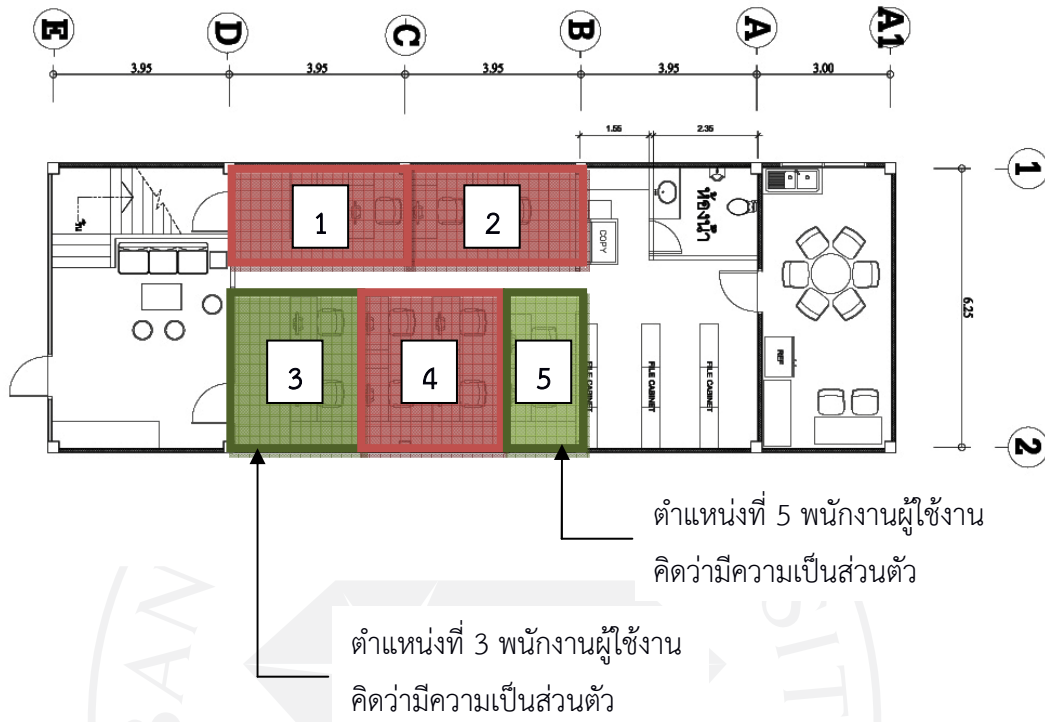 E D C B A A1
3.95 3.95 3.95 3.95 3.00
1.55 2.35
1
ห้องน้ำ
1 2
COPY
6.25
3 4 5
REF
FILE CABINET FILE CABINET FILE CABINET
2
ตำแหน่งที่ 5 พนักงานผู้ใช้งาน
คิดว่ามีความเป็นส่วนตัว
ตำแหน่งที่ 3 พนักงานผู้ใช้งาน
คิดว่ามีความเป็นส่วนตัว